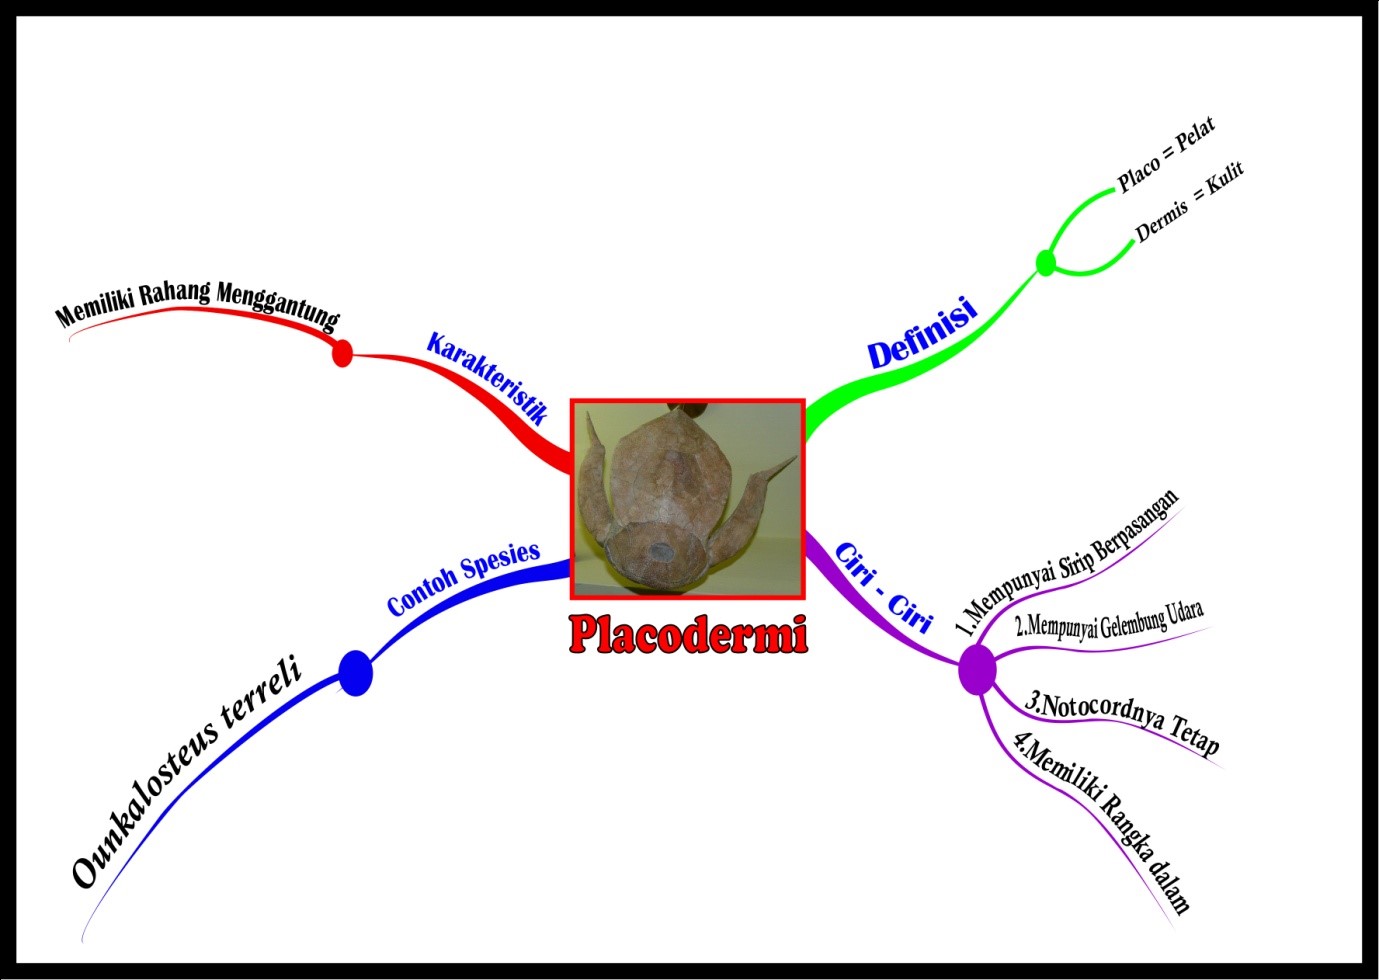 Placodermi
Definisi
Placo = Pelat
Dermis = Kulit
Ciri - Ciri
1.Mempunyai Sirip Berpasangan
2.Mempunyai Gelembung Udara
3.Notocordnya Tetap
4.Memiliki Rangka dalam
Contoh Spesies
Ounkalosteus terreli
Karakteristik
Memiliki Rahang Menggantung